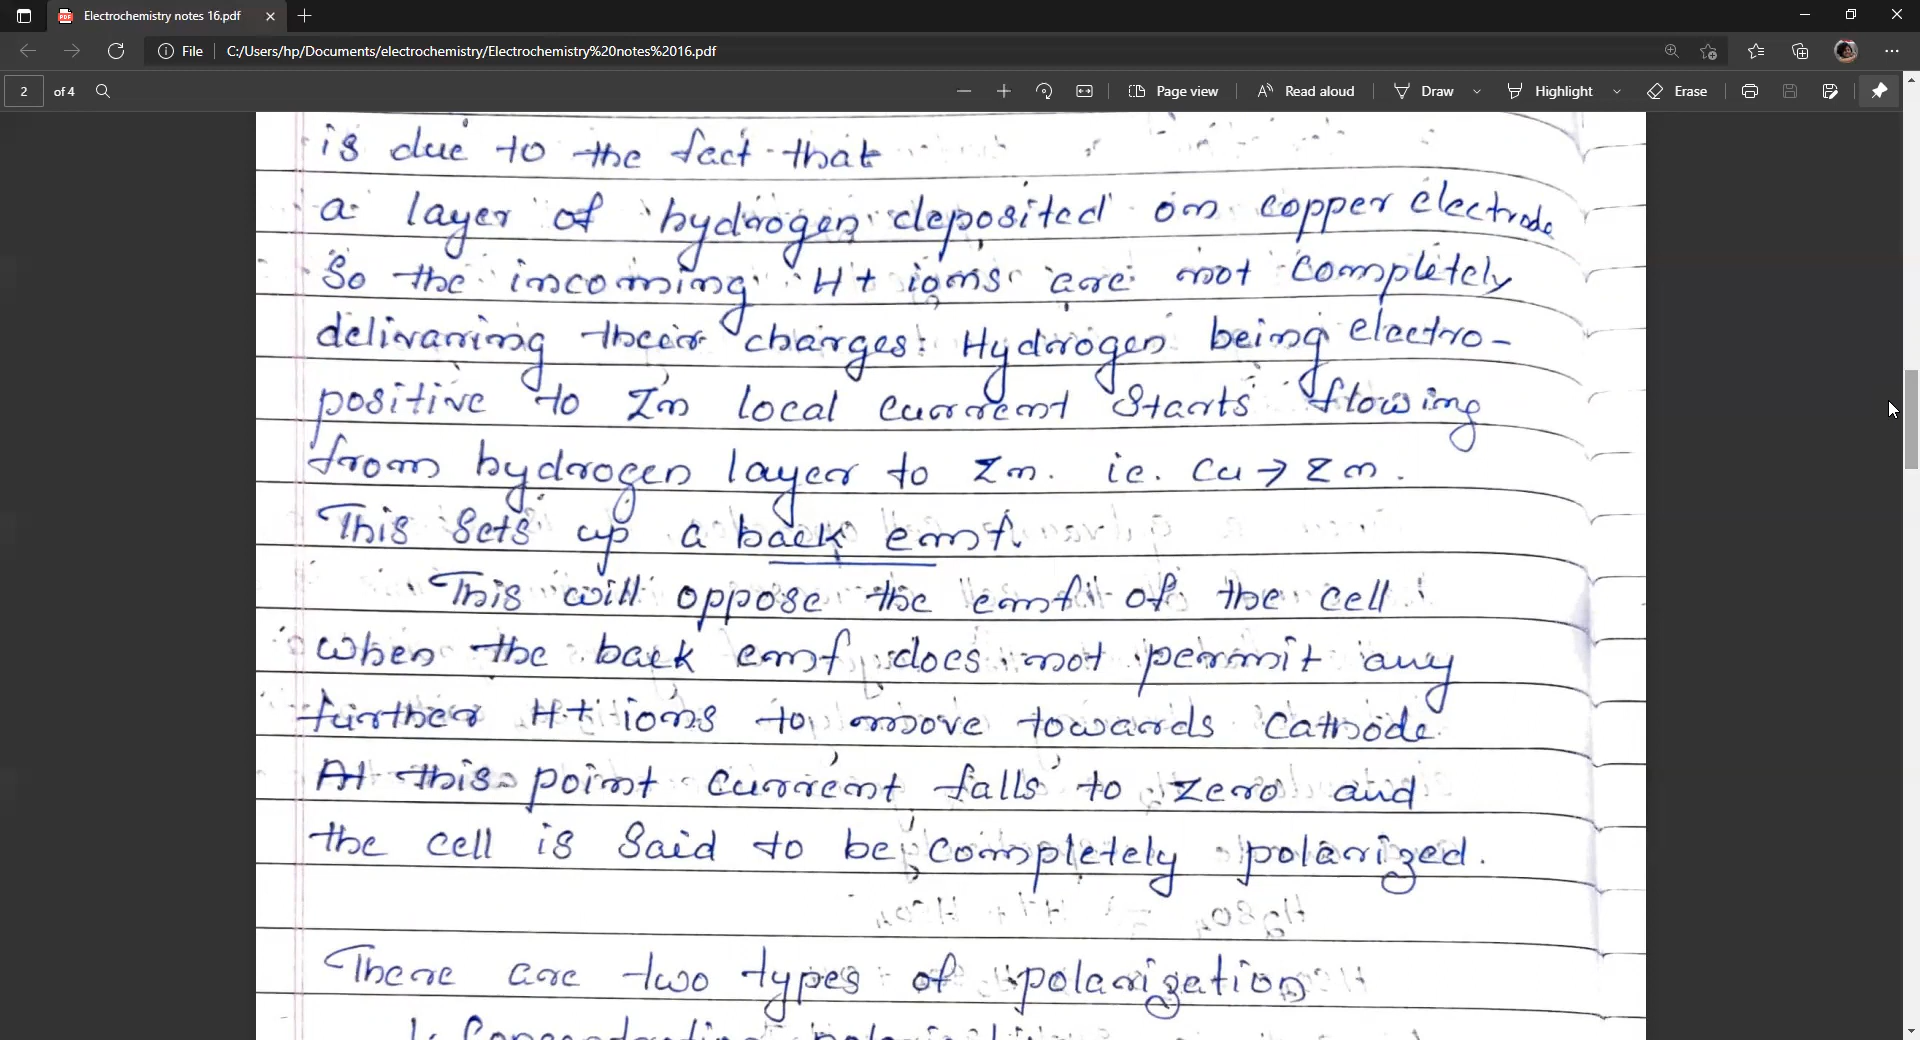 Electrochemistry notes 16.pdf
File C:/Users/hp/Documents/electrochemistry/Electrochemistry%20notes%2016.pdf
2 of 4 Page view Read aloud Draw Highlight Erase
is due to the fact that
a layer of hydrogen deposited on copper electrode
So the incoming H+ ions are not completely
delivaring their charges. Hydrogen being electro-
positive to Zn local current Starts flowing
from hydrogen layer to Zn. ie. Cu → Zn.
This Sets up a back emf.
This will oppose the emf of the cell
when the back emf does not permit any
further H+ ions to move towards Cathode.
At this point current falls to zero and
the cell is Said to be completely polarized.
There are two types of polarization
1.